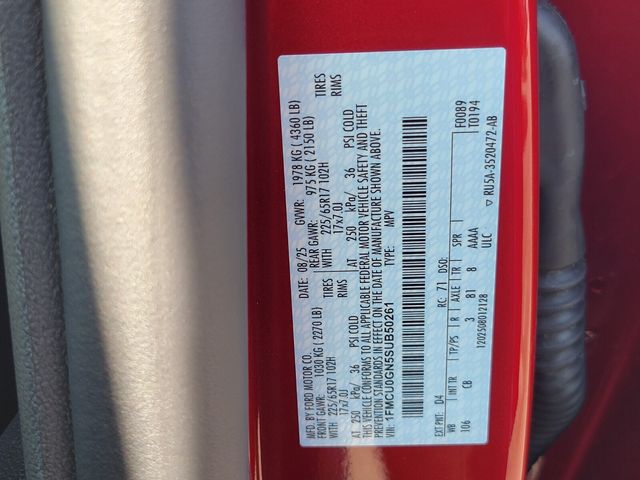 MFD. BY FORD MOTOR CO.
DATE: 08/25 GVWR: 1978 KG ( 4360 LB)
FRONT GAWR: 1030 KG ( 2270 LB) REAR GAWR: 975 KG ( 2150 LB)
225/65R17 102H TIRES WITH 225/65R17 102H TIRES
17x7.0J RIMS 17x7.0J RIMS
AT 250 kPa/ 36 PSI COLD AT 250 kPa/ 36 PSI COLD
THIS VEHICLE CONFORMS TO ALL APPLICABLE FEDERAL MOTOR VEHICLE SAFETY AND THEFT
PREVENTION STANDARDS IN EFFECT ON THE DATE OF MANUFACTURE SHOWN ABOVE.
VIN: 1FMCU0GN5SUB50261 TYPE: MPV
EXT PNT: D4 RC: 71 DSO: F0089
WB INT TR TP/PS R AXLE TR SPR T0194
106 CB 3 81 8 AAAA
1202508012128 ULC ▽ RU5A-3520472-AB